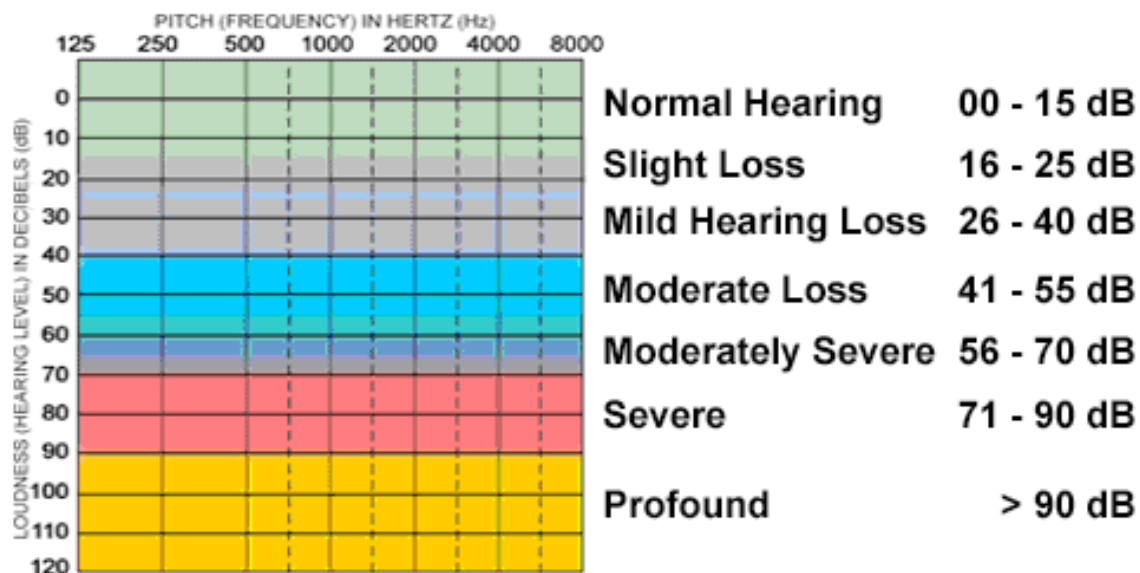 PITCH (FREQUENCY) IN HERTZ (Hz)
125 250 500 1000 2000 4000 8000
LOUDNESS (HEARING LEVEL) IN DECIBELS (dB)
0
10
20
30
40
50
60
70
80
90
100
110
120
Normal Hearing 00 - 15 dB
Slight Loss 16 - 25 dB
Mild Hearing Loss 26 - 40 dB
Moderate Loss 41 - 55 dB
Moderately Severe 56 - 70 dB
Severe 71 - 90 dB
Profound > 90 dB